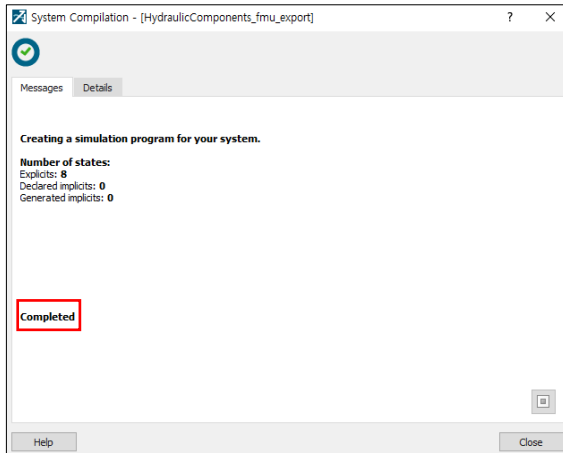 System Compilation - [HydraulicComponents_fmu_export]
?
Messages
Details
Creating a simulation program for your system.
Number of states:
Explicits: 8
Declared implicits: 0
Generated implicits: 0
Completed
Help
Close